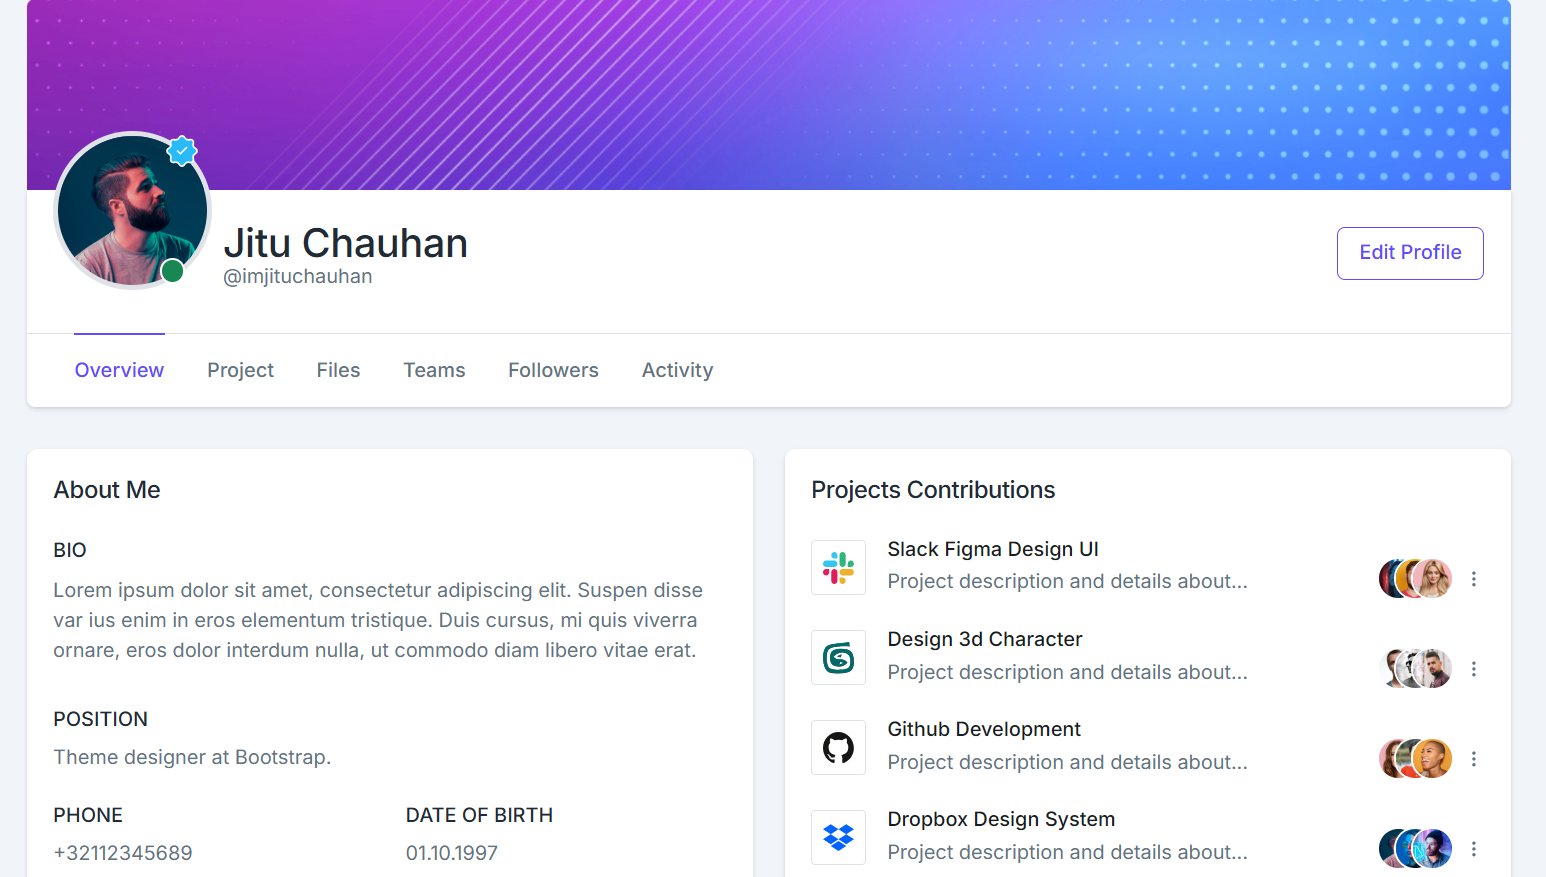 Jitu Chauhan
@imjituchauhan
Edit Profile
Overview
Project
Files
Teams
Followers
Activity
About Me
BIO
Lorem ipsum dolor sit amet, consectetur adipiscing elit. Suspen disse
var ius enim in eros elementum tristique. Duis cursus, mi quis viverra
ornare, eros dolor interdum nulla, ut commodo diam libero vitae erat.
POSITION
Theme designer at Bootstrap.
PHONE
+32112345689
DATE OF BIRTH
01.10.1997
Projects Contributions
Slack Figma Design UI
Project description and details about...
Design 3d Character
Project description and details about...
Github Development
Project description and details about...
Dropbox Design System
Project description and details about...